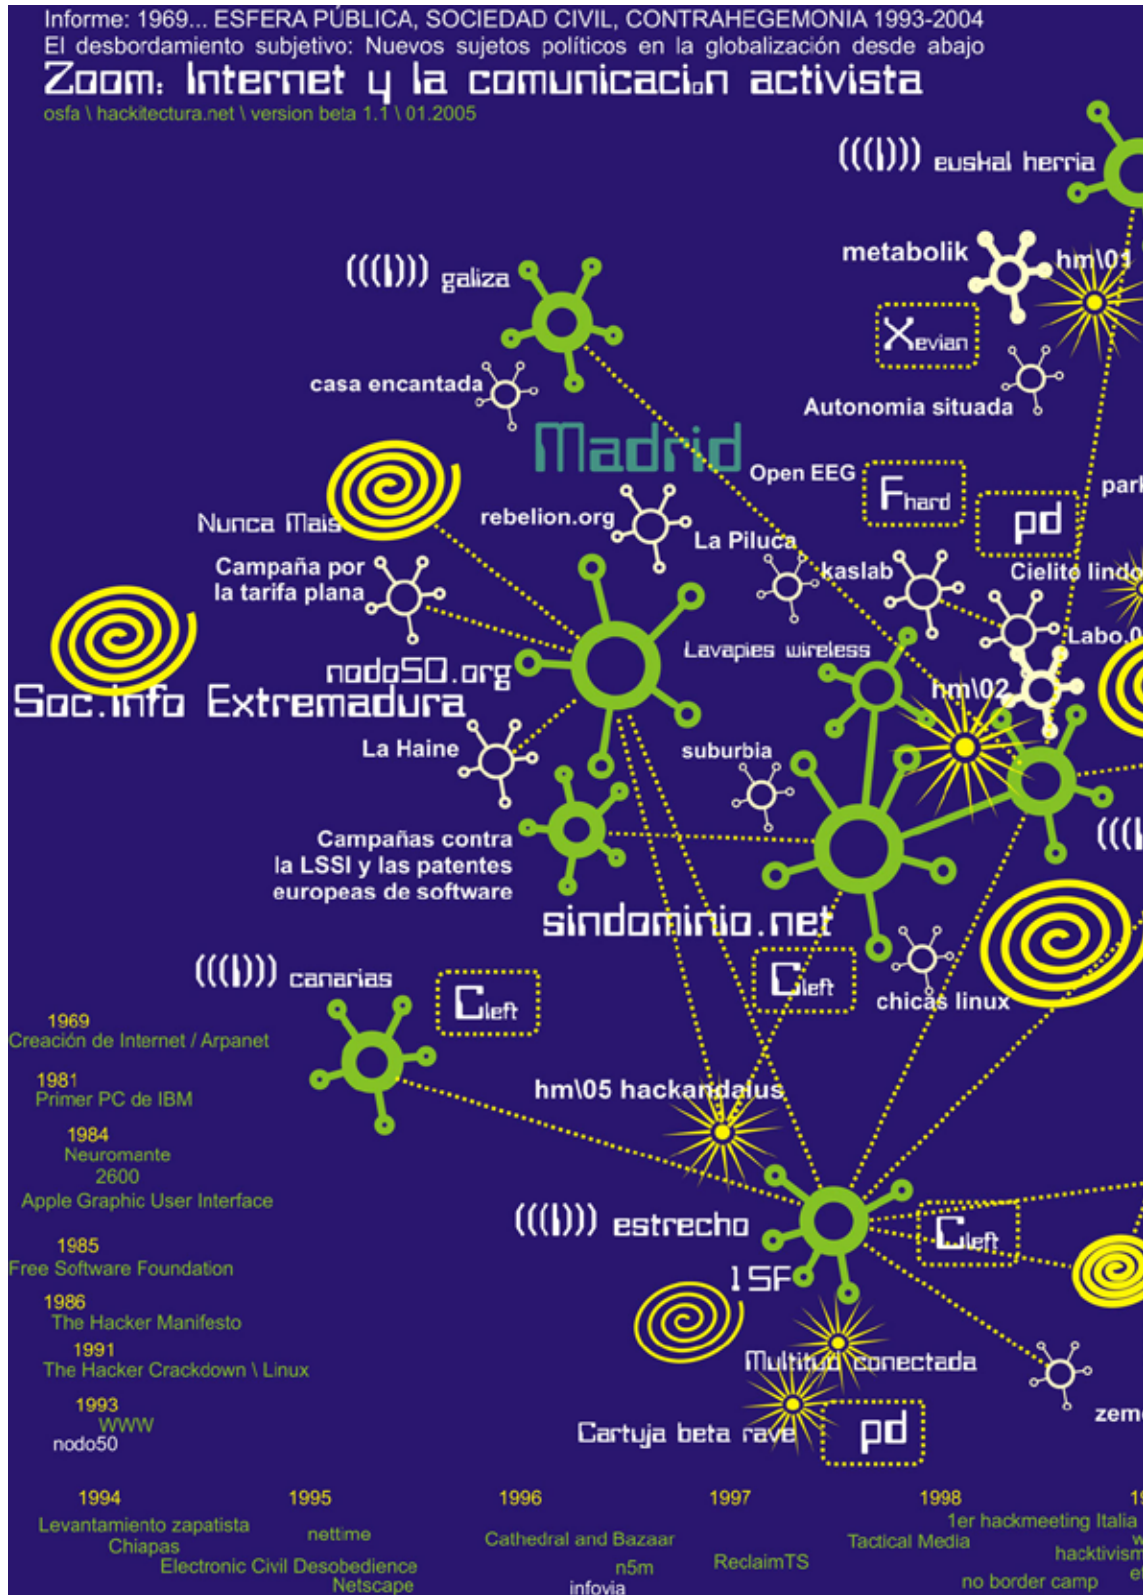 Informe: 1969... ESFERA PÚBLICA, SOCIEDAD CIVIL, CONTRAHEGEMONIA 1993-2004
El desbordamiento subjetivo: Nuevos sujetos políticos en la globalización desde abajo
Zoom: Internet y la comunicación activista
osfa \ hackitectura.net \ version beta 1.1 \ 01.2005
euskal herria
metabolik
hm\01
galiza
Xevian
casa encantada
Autonomia situada
Madrid
Open EEG
Fhard
pd
rebelion.org
Nunca Mais
La Piluca
Campaña por
la tarifa plana
kaslab
Cielito lindo
Lavapies wireless
nodo50.org
hm\02
Soc.info Extremadura
La Haine
suburbia
Campañas contra
la LSSI y las patentes
europeas de software
sindominio.net
canarias
Cleft
Cleft
chicas linux
1969
Creación de Internet / Arpanet
1981
Primer PC de IBM
hm\05 hackandalus
1984
Neuromante
2600
Apple Graphic User Interface
estrecho
Cleft
1985
Free Software Foundation
1SF
1986
The Hacker Manifesto
1991
The Hacker Crackdown \ Linux
Multitud conectada
1993
WWW
nodo50
Cartuja beta rave
pd
1994
1995
1996
1997
1998
Levantamiento zapatista
Chiapas
nettime
Cathedral and Bazaar
Tactical Media
1er hackmeeting Italia
Electronic Civil Desobedience
Netscape
n5m
infovia
ReclaimTS
no border camp